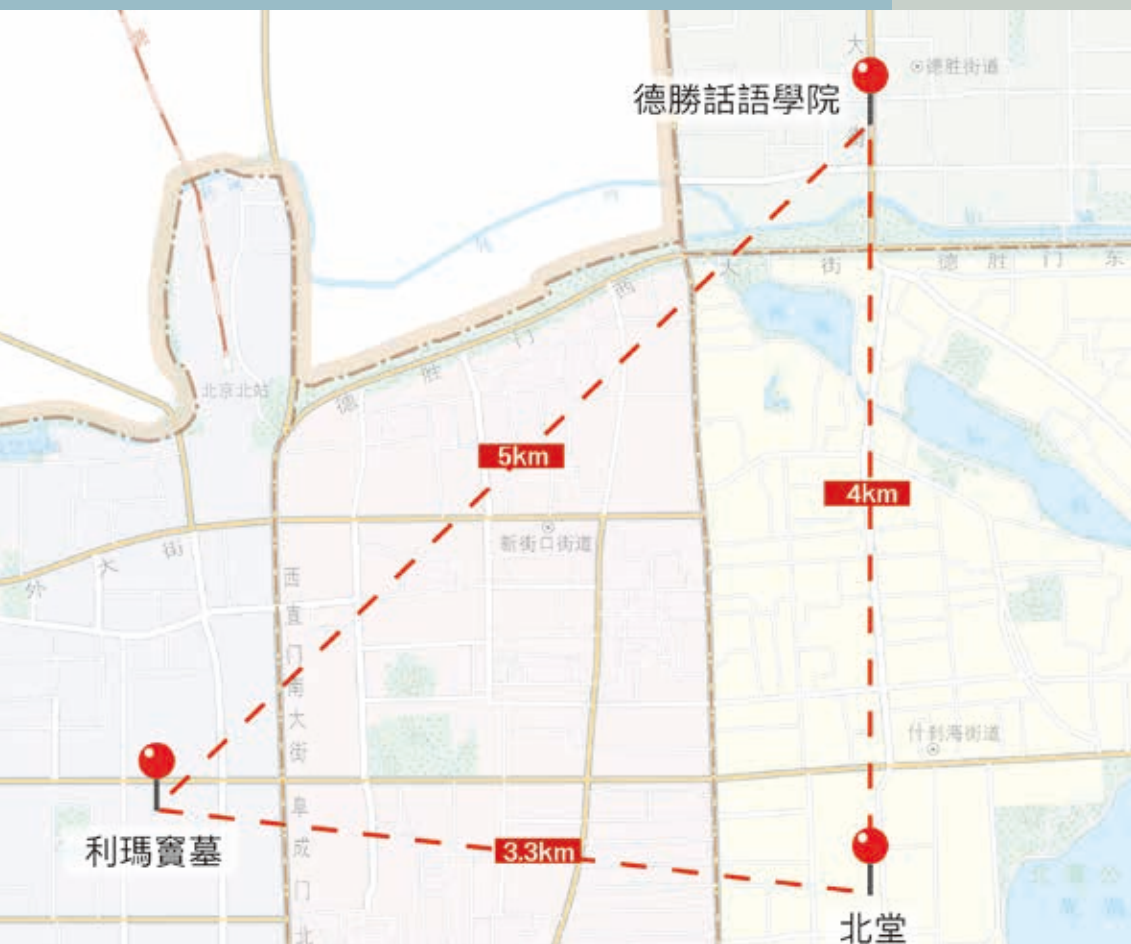 大
街
德胜街道
德勝話語學院
大 街 德 胜 门 东
德 胜 门 西
北京北站
5km
4km
新街口街道
外 大 街
西直门南大街
什刹海街道
利瑪竇墓
阜成门北
3.3km
北堂